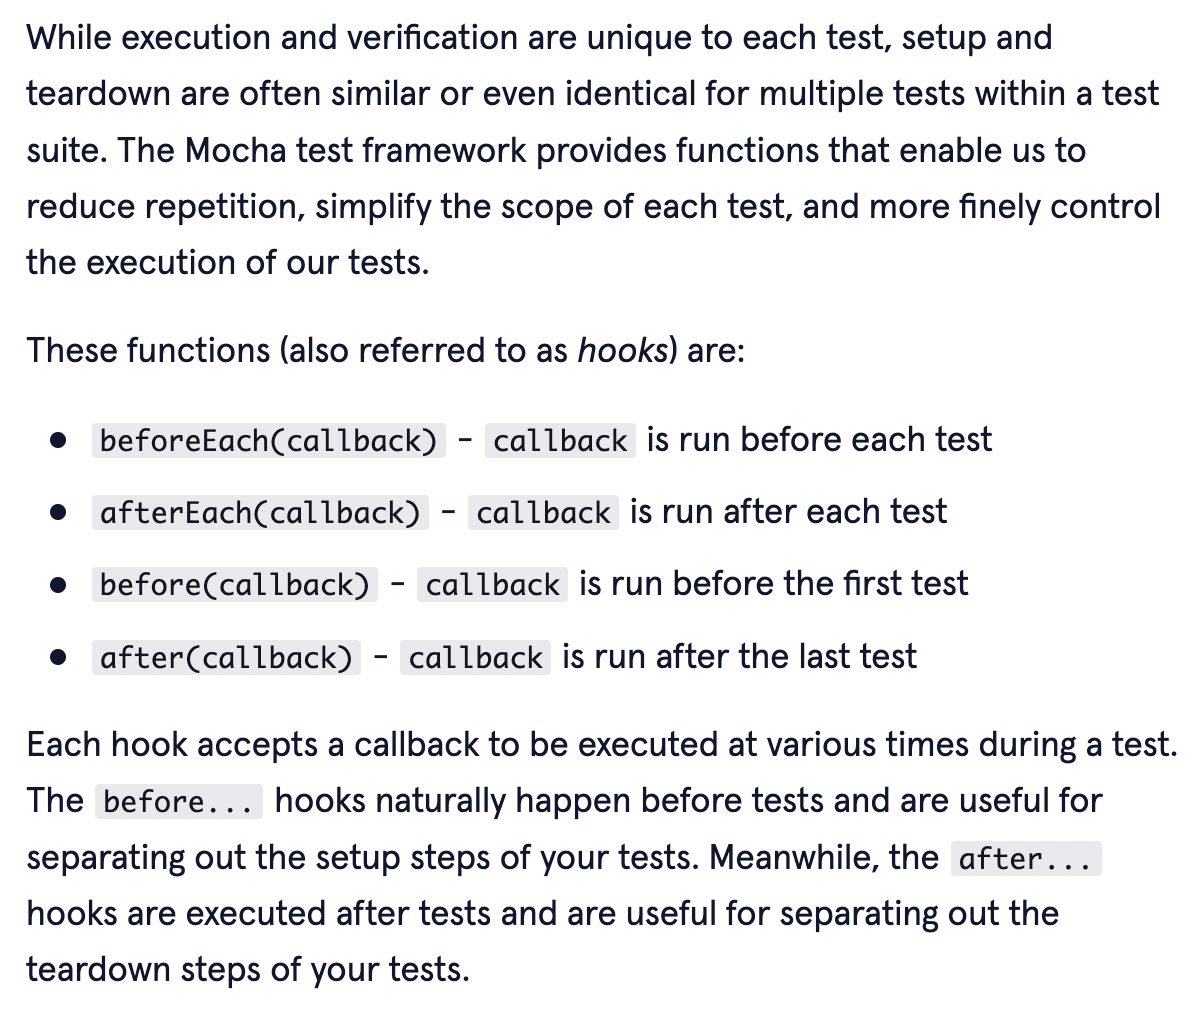 While execution and verification are unique to each test, setup and
teardown are often similar or even identical for multiple tests within a test
suite. The Mocha test framework provides functions that enable us to
reduce repetition, simplify the scope of each test, and more finely control
the execution of our tests.
These functions (also referred to as hooks) are:
• beforeEach(callback) - callback is run before each test
• afterEach(callback) - callback is run after each test
• before(callback) - callback is run before the first test
• after(callback) - callback is run after the last test
Each hook accepts a callback to be executed at various times during a test.
The before... hooks naturally happen before tests and are useful for
separating out the setup steps of your tests. Meanwhile, the after...
hooks are executed after tests and are useful for separating out the
teardown steps of your tests.